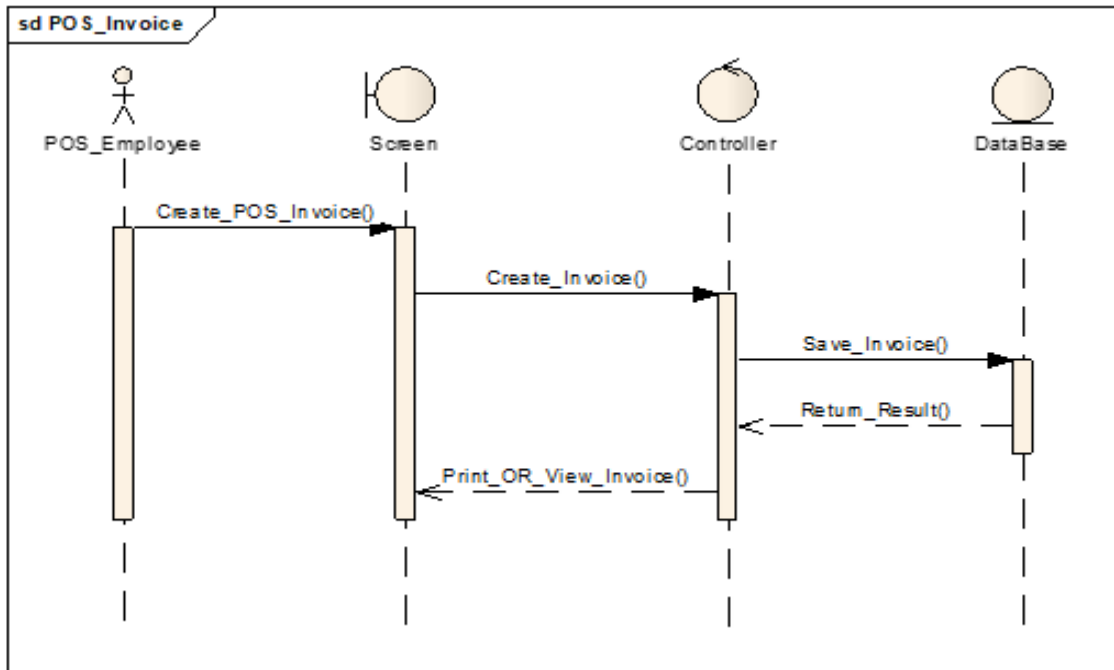 sd POS_Invoice
POS_Employee
Screen
Controller
DataBase
Create_POS_Invoice()
Create_Invoice()
Save_Invoice()
Return_Result()
Print_OR_View_Invoice()